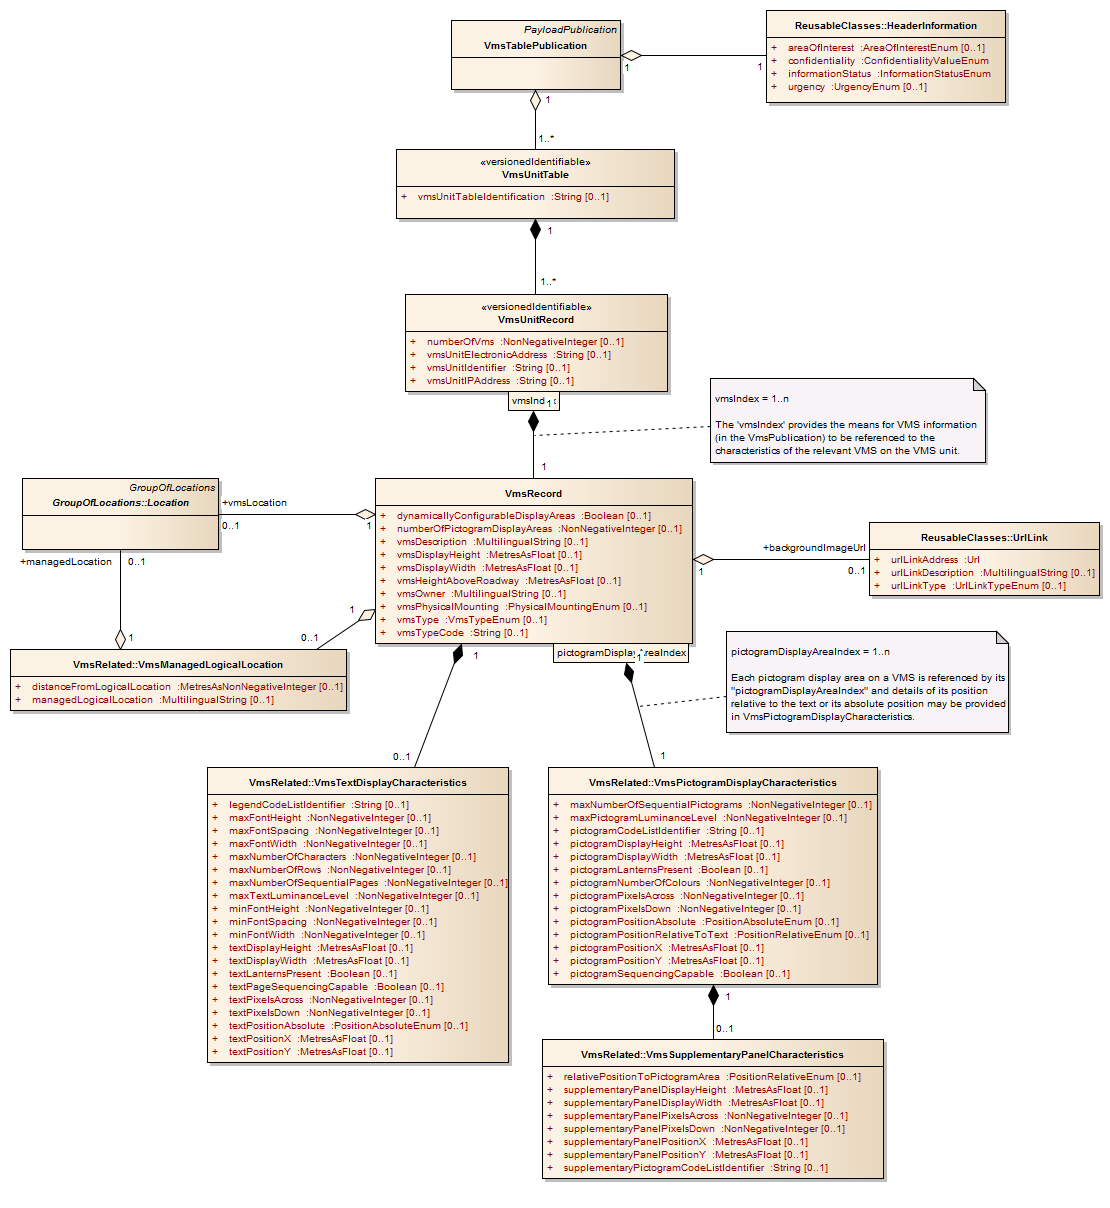 PayloadPublication
VmsTablePublication
1
1
ReusableClasses::HeaderInformation
+ areaOfInterest :AreaOfInterestEnum [0..1]
+ confidentiality :ConfidentialityValueEnum
+ informationStatus :InformationStatusEnum
+ urgency :UrgencyEnum [0..1]
1
1..*
«versionedIdentifiable»
VmsUnitTable
+ vmsUnitTableIdentification :String [0..1]
1
1..*
«versionedIdentifiable»
VmsUnitRecord
+ numberOfVms :NonNegativeInteger [0..1]
+ vmsUnitElectronicAddress :String [0..1]
+ vmsUnitIdentifier :String [0..1]
+ vmsUnitIPAddress :String [0..1]
1
1
vmsIndex = 1..n
The 'vmsIndex' provides the means for VMS information
(in the VmsPublication) to be referenced to the
characteristics of the relevant VMS on the VMS unit.
GroupOfLocations
GroupOfLocations::Location
+vmsLocation
0..1
1
VmsRecord
+ dynamicallyConfigurableDisplayAreas :Boolean [0..1]
+ numberOfPictogramDisplayAreas :NonNegativeInteger [0..1]
+ vmsDescription :MultilingualString [0..1]
+ vmsDisplayHeight :MetresAsFloat [0..1]
+ vmsDisplayWidth :MetresAsFloat [0..1]
+ vmsHeightAboveRoadway :MetresAsFloat [0..1]
+ vmsOwner :MultilingualString [0..1]
+ vmsPhysicalMounting :PhysicalMountingEnum [0..1]
+ vmsType :VmsTypeEnum [0..1]
+ vmsTypeCode :String [0..1]
+backgroundImageUrl
1
0..1
ReusableClasses::UrlLink
+ urlLinkAddress :Url
+ urlLinkDescription :MultilingualString [0..1]
+ urlLinkType :UrlLinkTypeEnum [0..1]
+managedLocation
0..1
1
1
0..1
VmsRelated::VmsManagedLogicalLocation
+ distanceFromLogicalLocation :MetresAsNonNegativeInteger [0..1]
+ managedLogicalLocation :MultilingualString [0..1]
1
0..1
1
1
pictogramDisplayAreaIndex = 1..n
Each pictogram display area on a VMS is referenced by its
"pictogramDisplayAreaIndex" and details of its position
relative to the text or its absolute position may be provided
in VmsPictogramDisplayCharacteristics.
VmsRelated::VmsTextDisplayCharacteristics
+ legendCodeListIdentifier :String [0..1]
+ maxFontHeight :NonNegativeInteger [0..1]
+ maxFontSpacing :NonNegativeInteger [0..1]
+ maxFontWidth :NonNegativeInteger [0..1]
+ maxNumberOfCharacters :NonNegativeInteger [0..1]
+ maxNumberOfRows :NonNegativeInteger [0..1]
+ maxNumberOfSequentialPages :NonNegativeInteger [0..1]
+ maxTextLuminanceLevel :NonNegativeInteger [0..1]
+ minFontHeight :NonNegativeInteger [0..1]
+ minFontSpacing :NonNegativeInteger [0..1]
+ minFontWidth :NonNegativeInteger [0..1]
+ textDisplayHeight :MetresAsFloat [0..1]
+ textDisplayWidth :MetresAsFloat [0..1]
+ textLanternsPresent :Boolean [0..1]
+ textPageSequencingCapable :Boolean [0..1]
+ textPixelsAcross :NonNegativeInteger [0..1]
+ textPixelsDown :NonNegativeInteger [0..1]
+ textPositionAbsolute :PositionAbsoluteEnum [0..1]
+ textPositionX :MetresAsFloat [0..1]
+ textPositionY :MetresAsFloat [0..1]
VmsRelated::VmsPictogramDisplayCharacteristics
+ maxNumberOfSequentialPictograms :NonNegativeInteger [0..1]
+ maxPictogramLuminanceLevel :NonNegativeInteger [0..1]
+ pictogramCodeListIdentifier :String [0..1]
+ pictogramDisplayHeight :MetresAsFloat [0..1]
+ pictogramDisplayWidth :MetresAsFloat [0..1]
+ pictogramLanternsPresent :Boolean [0..1]
+ pictogramNumberOfColours :NonNegativeInteger [0..1]
+ pictogramPixelsAcross :NonNegativeInteger [0..1]
+ pictogramPixelsDown :NonNegativeInteger [0..1]
+ pictogramPositionAbsolute :PositionAbsoluteEnum [0..1]
+ pictogramPositionRelativeToText :PositionRelativeEnum [0..1]
+ pictogramPositionX :MetresAsFloat [0..1]
+ pictogramPositionY :MetresAsFloat [0..1]
+ pictogramSequencingCapable :Boolean [0..1]
1
0..1
VmsRelated::VmsSupplementaryPanelCharacteristics
+ relativePositionToPictogramArea :PositionRelativeEnum [0..1]
+ supplementaryPanelDisplayHeight :MetresAsFloat [0..1]
+ supplementaryPanelDisplayWidth :MetresAsFloat [0..1]
+ supplementaryPanelPixelsAcross :NonNegativeInteger [0..1]
+ supplementaryPanelPixelsDown :NonNegativeInteger [0..1]
+ supplementaryPanelPositionX :MetresAsFloat [0..1]
+ supplementaryPanelPositionY :MetresAsFloat [0..1]
+ supplementaryPictogramCodeListIdentifier :String [0..1]